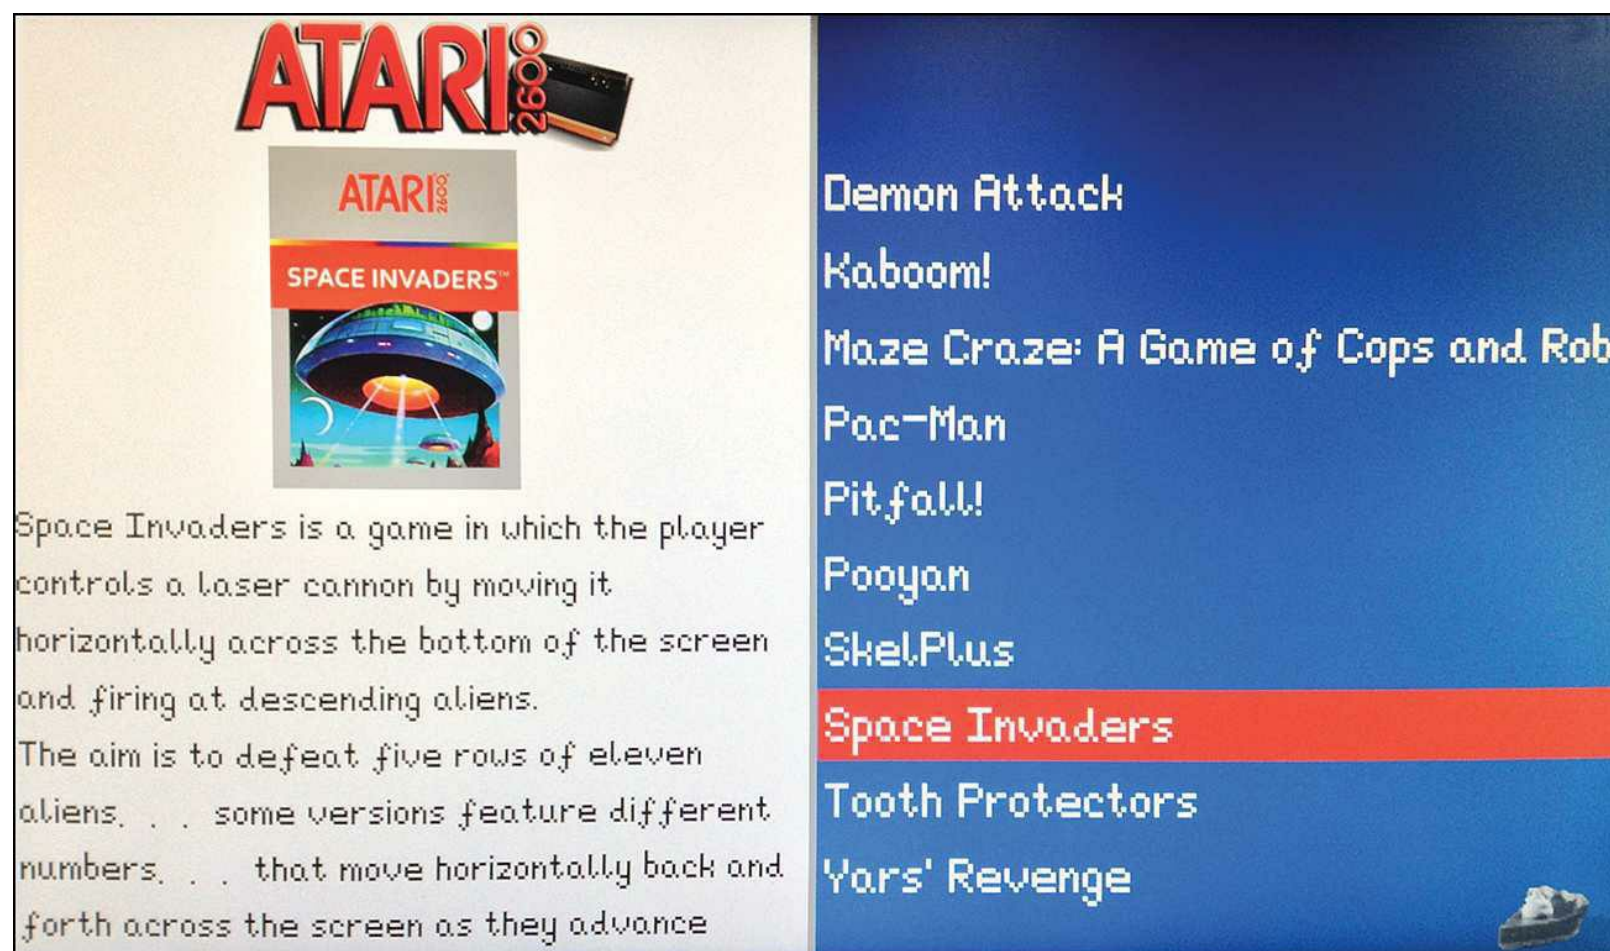 ATARI 2600
ATARI 2600
SPACE INVADERS™
Space Invaders is a game in which the player
controls a laser cannon by moving it
horizontally across the bottom of the screen
and firing at descending aliens.
The aim is to defeat five rows of eleven
aliens. . . some versions feature different
numbers. . . that move horizontally back and
forth across the screen as they advance
Demon Attack
Kaboom!
Maze Craze: A Game of Cops and Rob
Pac-Man
Pitfall!
Pooyan
SkelPlus
Space Invaders
Tooth Protectors
Yars' Revenge